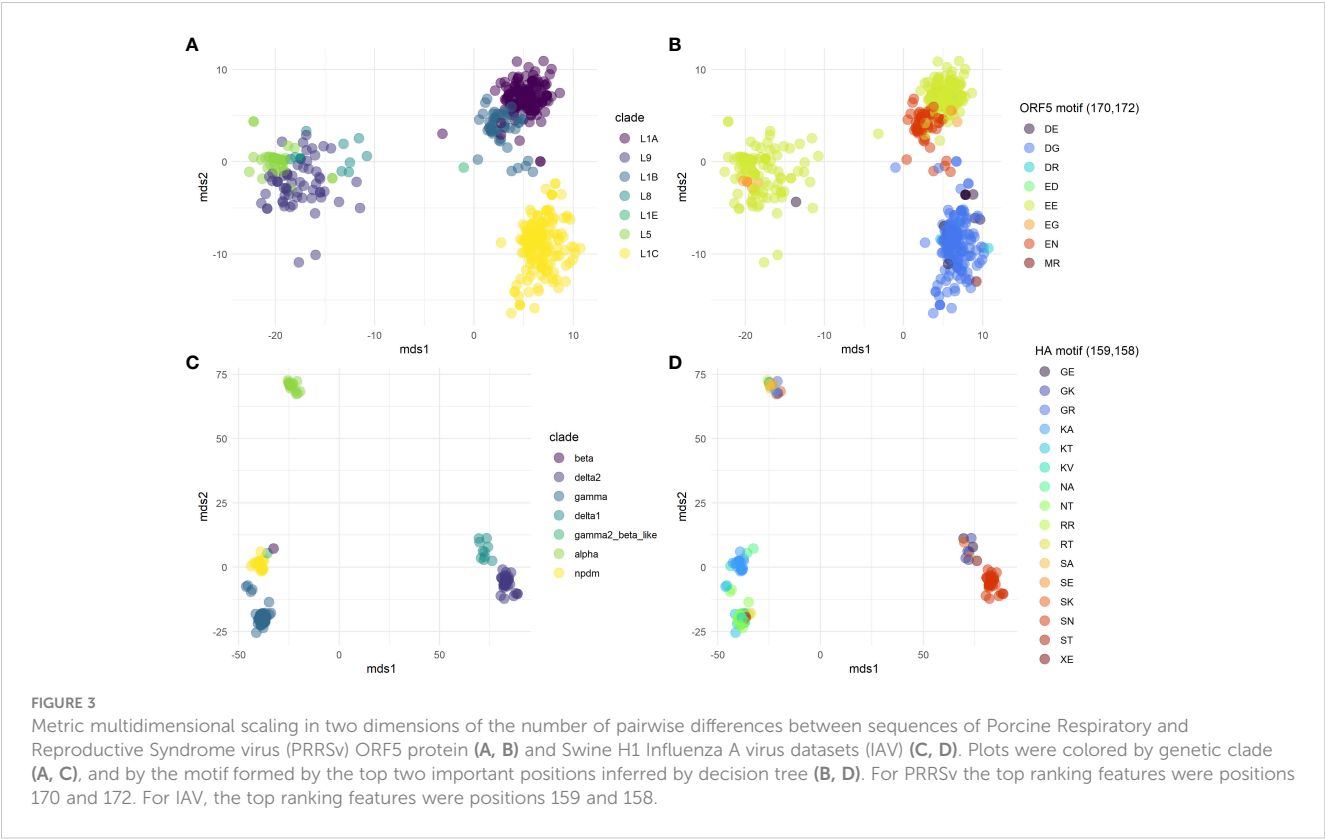 A
10
0
-10
mds2
-20
-10
0
10
mds1
clade
L1A
L9
L1B
L8
L1E
L5
L1C
B
10
0
-10
mds2
-20
-10
0
10
mds1
ORF5 motif (170,172)
DE
DG
DR
ED
EE
EG
EN
MR
C
75
50
25
0
-25
mds2
-50
0
50
mds1
clade
beta
delta2
gamma
delta1
gamma2_beta_like
alpha
npdm
D
75
50
25
0
-25
mds2
-50
0
50
mds1
HA motif (159,158)
GE
GK
GR
KA
KT
KV
NA
NT
RR
RT
SA
SE
SK
SN
ST
XE
FIGURE 3
Metric multidimensional scaling in two dimensions of the number of pairwise differences between sequences of Porcine Respiratory and
Reproductive Syndrome virus (PRRSv) ORF5 protein (A, B) and Swine H1 Influenza A virus datasets (IAV) (C, D). Plots were colored by genetic clade
(A, C), and by the motif formed by the top two important positions inferred by decision tree (B, D). For PRRSv the top ranking features were positions
170 and 172. For IAV, the top ranking features were positions 159 and 158.